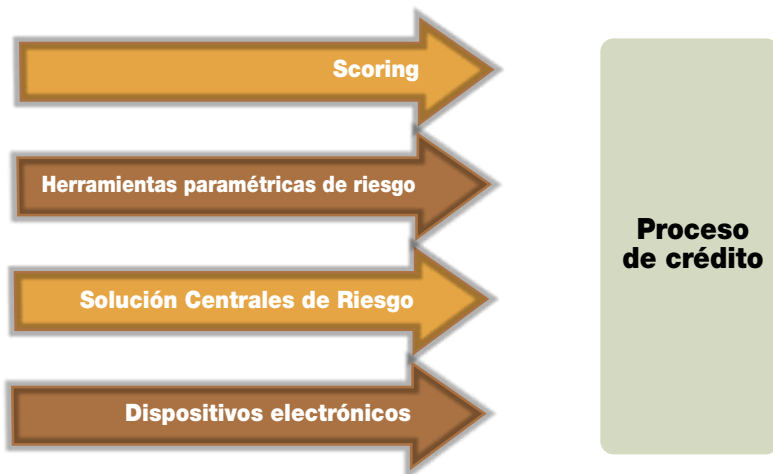 Scoring
Herramientas paramétricas de riesgo
Solución Centrales de Riesgo
Dispositivos electrónicos
Proceso
de crédito